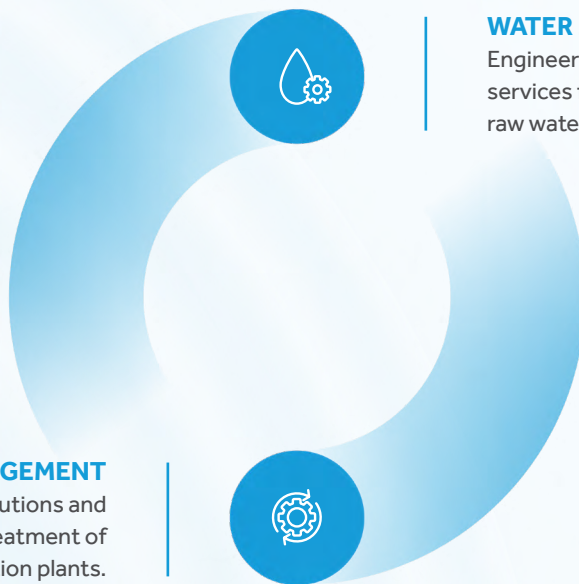 WATER
Engineer
services
raw wate
GEMENT
utions and
eatment of
ion plants.